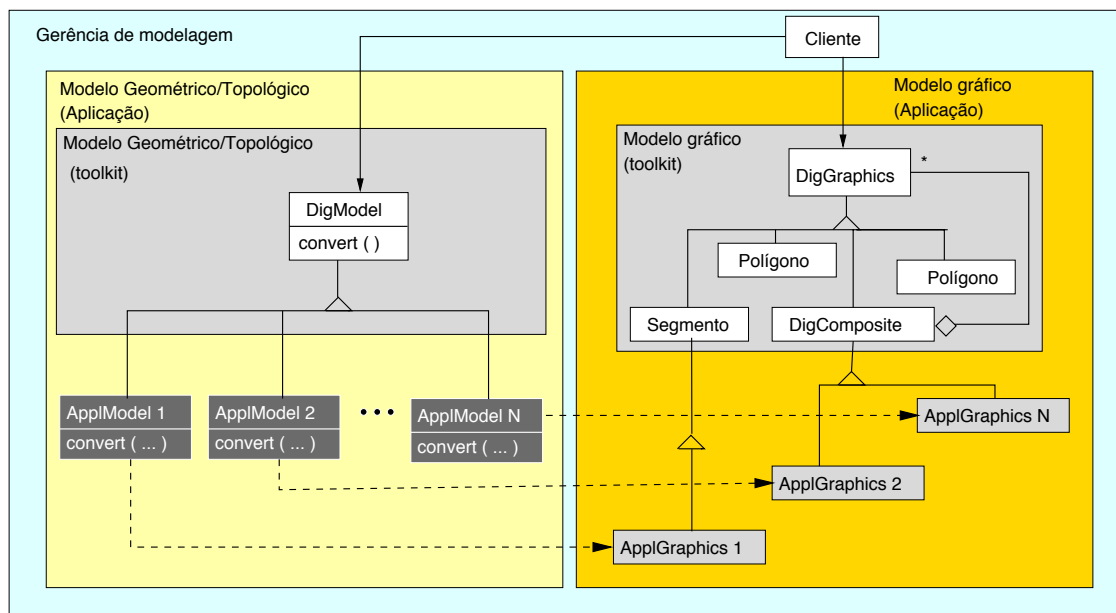 Gerência de modelagem
Cliente
Modelo Geométrico/Topológico
(Aplicação)
Modelo Geométrico/Topológico
(toolkit)
DigModel
convert ( )
ApplModel 1
convert ( ... )
ApplModel 2
convert ( ... )
• • •
ApplModel N
convert ( ... )
Modelo gráfico
(Aplicação)
Modelo gráfico
(toolkit)
DigGraphics
*
Polígono
Polígono
Segmento
DigComposite
ApplGraphics N
ApplGraphics 2
ApplGraphics 1